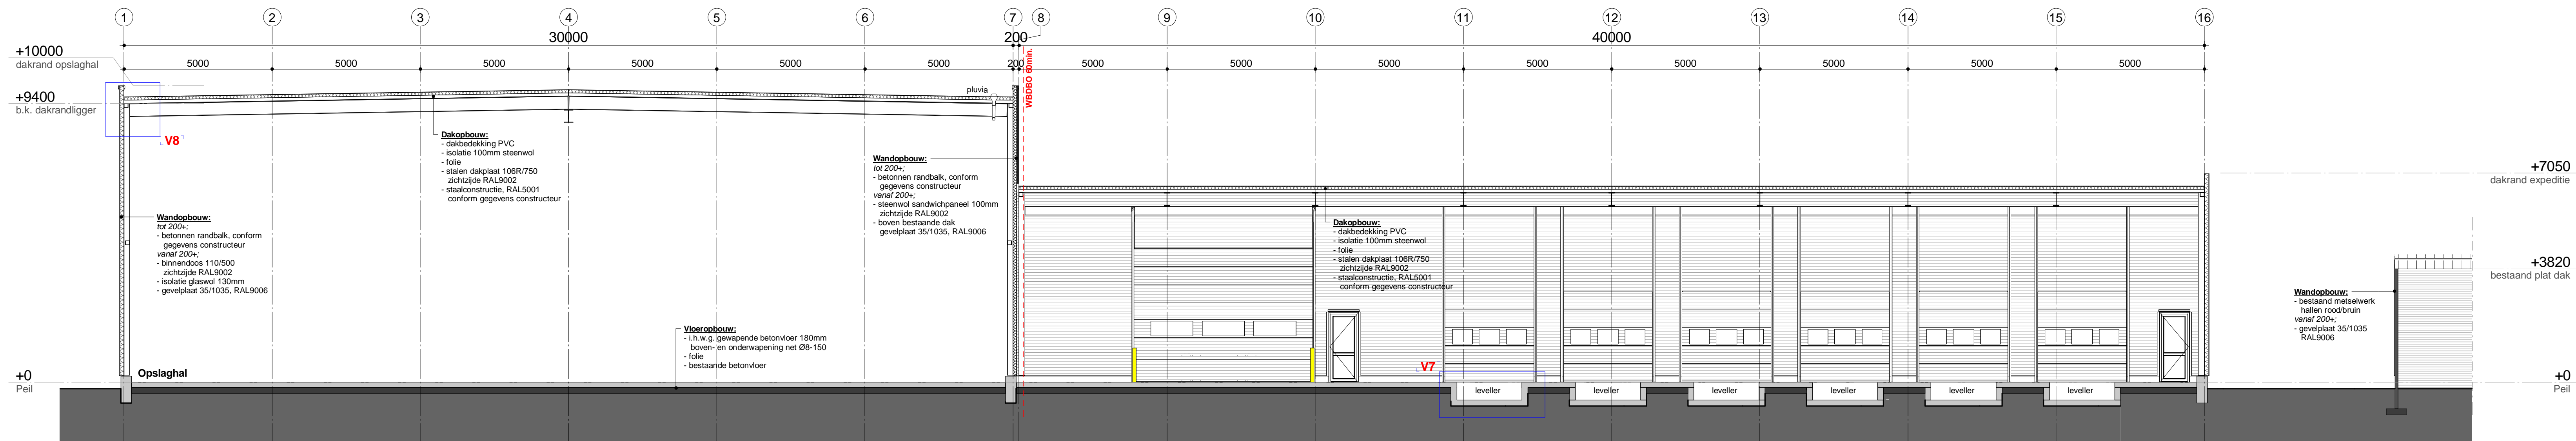 1 2 3 4 5 6 7 8 9 10 11 12 13 14 15 16
30000 200 40000
5000 5000 5000 5000 5000 5000 200 5000 5000 5000 5000 5000 5000 5000 5000
+10000
dakrand opslaghal
+9400
b.k. dakrandligger
V8
WBDBO 60min.
pluvia
Dakopbouw:
- dakbedekking PVC
- isolatie 100mm steenwol
- folie
- stalen dakplaat 106R/750
zichtzijde RAL9002
- staalconstructie, RAL5001
conform gegevens constructeur
Wandopbouw:
tot 200+;
- betonnen randbalk, conform
gegevens constructeur
vanaf 200+;
- steenwol sandwichpaneel 100mm
zichtzijde RAL9002
- boven bestaande dak
gevelplaat 35/1035, RAL9006
Wandopbouw:
tot 200+;
- betonnen randbalk, conform
gegevens constructeur
vanaf 200+;
- binnendoos 110/500
zichtzijde RAL9002
- isolatie glaswol 130mm
- gevelplaat 35/1035, RAL9006
Vloeropbouw:
- i.h.w.g. gewapende betonvloer 180mm
boven- en onderwapening net Ø8-150
- folie
- bestaande betonvloer
Opslaghal
+0
Peil
Dakopbouw:
- dakbedekking PVC
- isolatie 100mm steenwol
- folie
- stalen dakplaat 106R/750
zichtzijde RAL9002
- staalconstructie, RAL5001
conform gegevens constructeur
V7
leveller leveller leveller leveller leveller leveller
+7050
dakrand expeditie
+3820
bestaand plat dak
Wandopbouw:
- bestaand metselwerk
hallen rood/bruin
vanaf 200+;
- gevelplaat 35/1035
RAL9006
+0
Peil